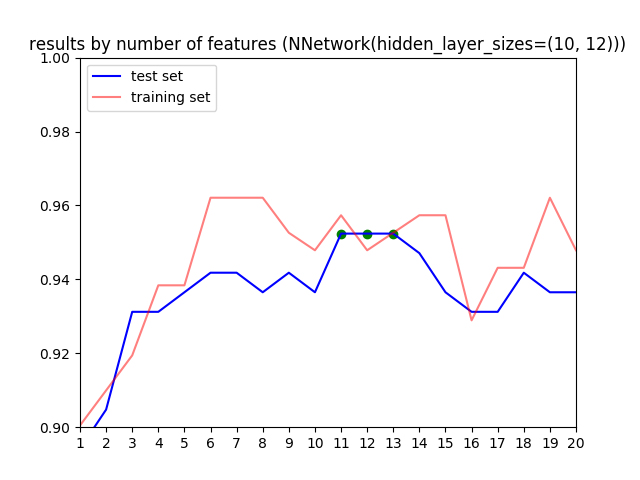 results by number of features (NNetwork(hidden_layer_sizes=(10, 12)))
1.00
test set
training set
0.98
0.96
0.94
0.92
0.90
1 2 3 4 5 6 7 8 9 10 11 12 13 14 15 16 17 18 19 20